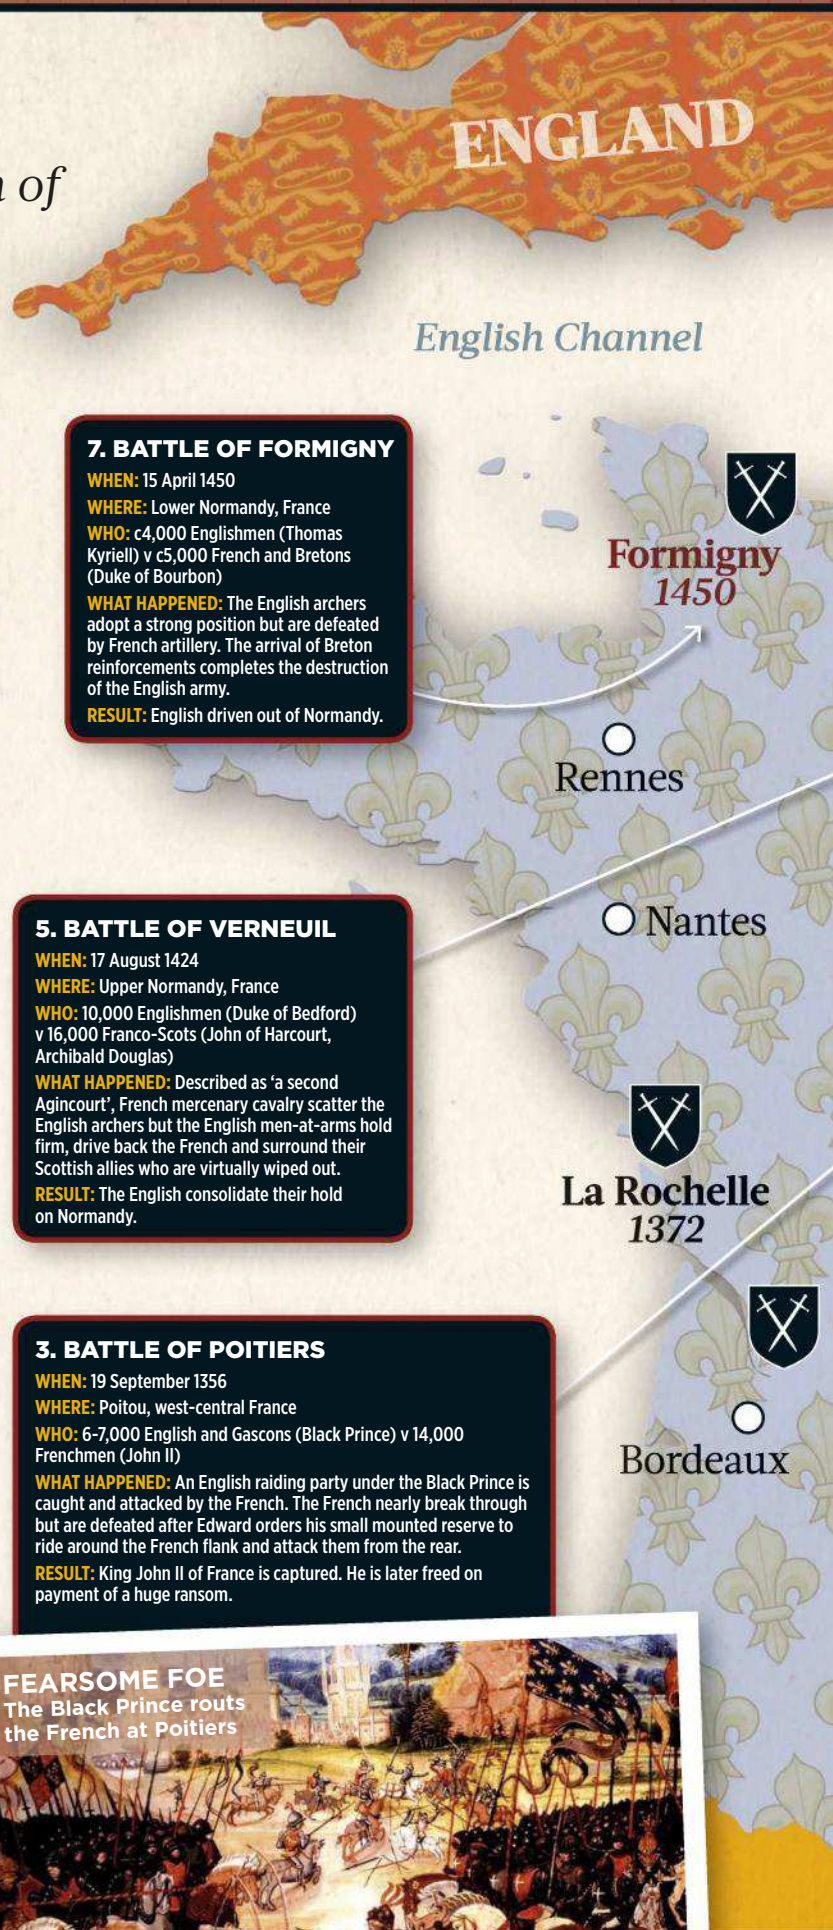 of
ENGLAND
English Channel
7. BATTLE OF FORMIGNY
WHEN: 15 April 1450
WHERE: Lower Normandy, France
WHO: c4,000 Englishmen (Thomas
Kyriell) v c5,000 French and Bretons
(Duke of Bourbon)
WHAT HAPPENED: The English archers
adopt a strong position but are defeated
by French artillery. The arrival of Breton
reinforcements completes the destruction
of the English army.
RESULT: English driven out of Normandy.
Formigny
1450
Rennes
Nantes
5. BATTLE OF VERNEUIL
WHEN: 17 August 1424
WHERE: Upper Normandy, France
WHO: 10,000 Englishmen (Duke of Bedford)
v 16,000 Franco-Scots (John of Harcourt,
Archibald Douglas)
WHAT HAPPENED: Described as ‘a second
Agincourt’, French mercenary cavalry scatter the
English archers but the English men-at-arms hold
firm, drive back the French and surround their
Scottish allies who are virtually wiped out.
RESULT: The English consolidate their hold
on Normandy.
La Rochelle
1372
Bordeaux
3. BATTLE OF POITIERS
WHEN: 19 September 1356
WHERE: Poitou, west-central France
WHO: 6-7,000 English and Gascons (Black Prince) v 14,000
Frenchmen (John II)
WHAT HAPPENED: An English raiding party under the Black Prince is
caught and attacked by the French. The French nearly break through
but are defeated after Edward orders his small mounted reserve to
ride around the French flank and attack them from the rear.
RESULT: King John II of France is captured. He is later freed on
payment of a huge ransom.
FEARSOME FOE
The Black Prince routs
the French at Poitiers